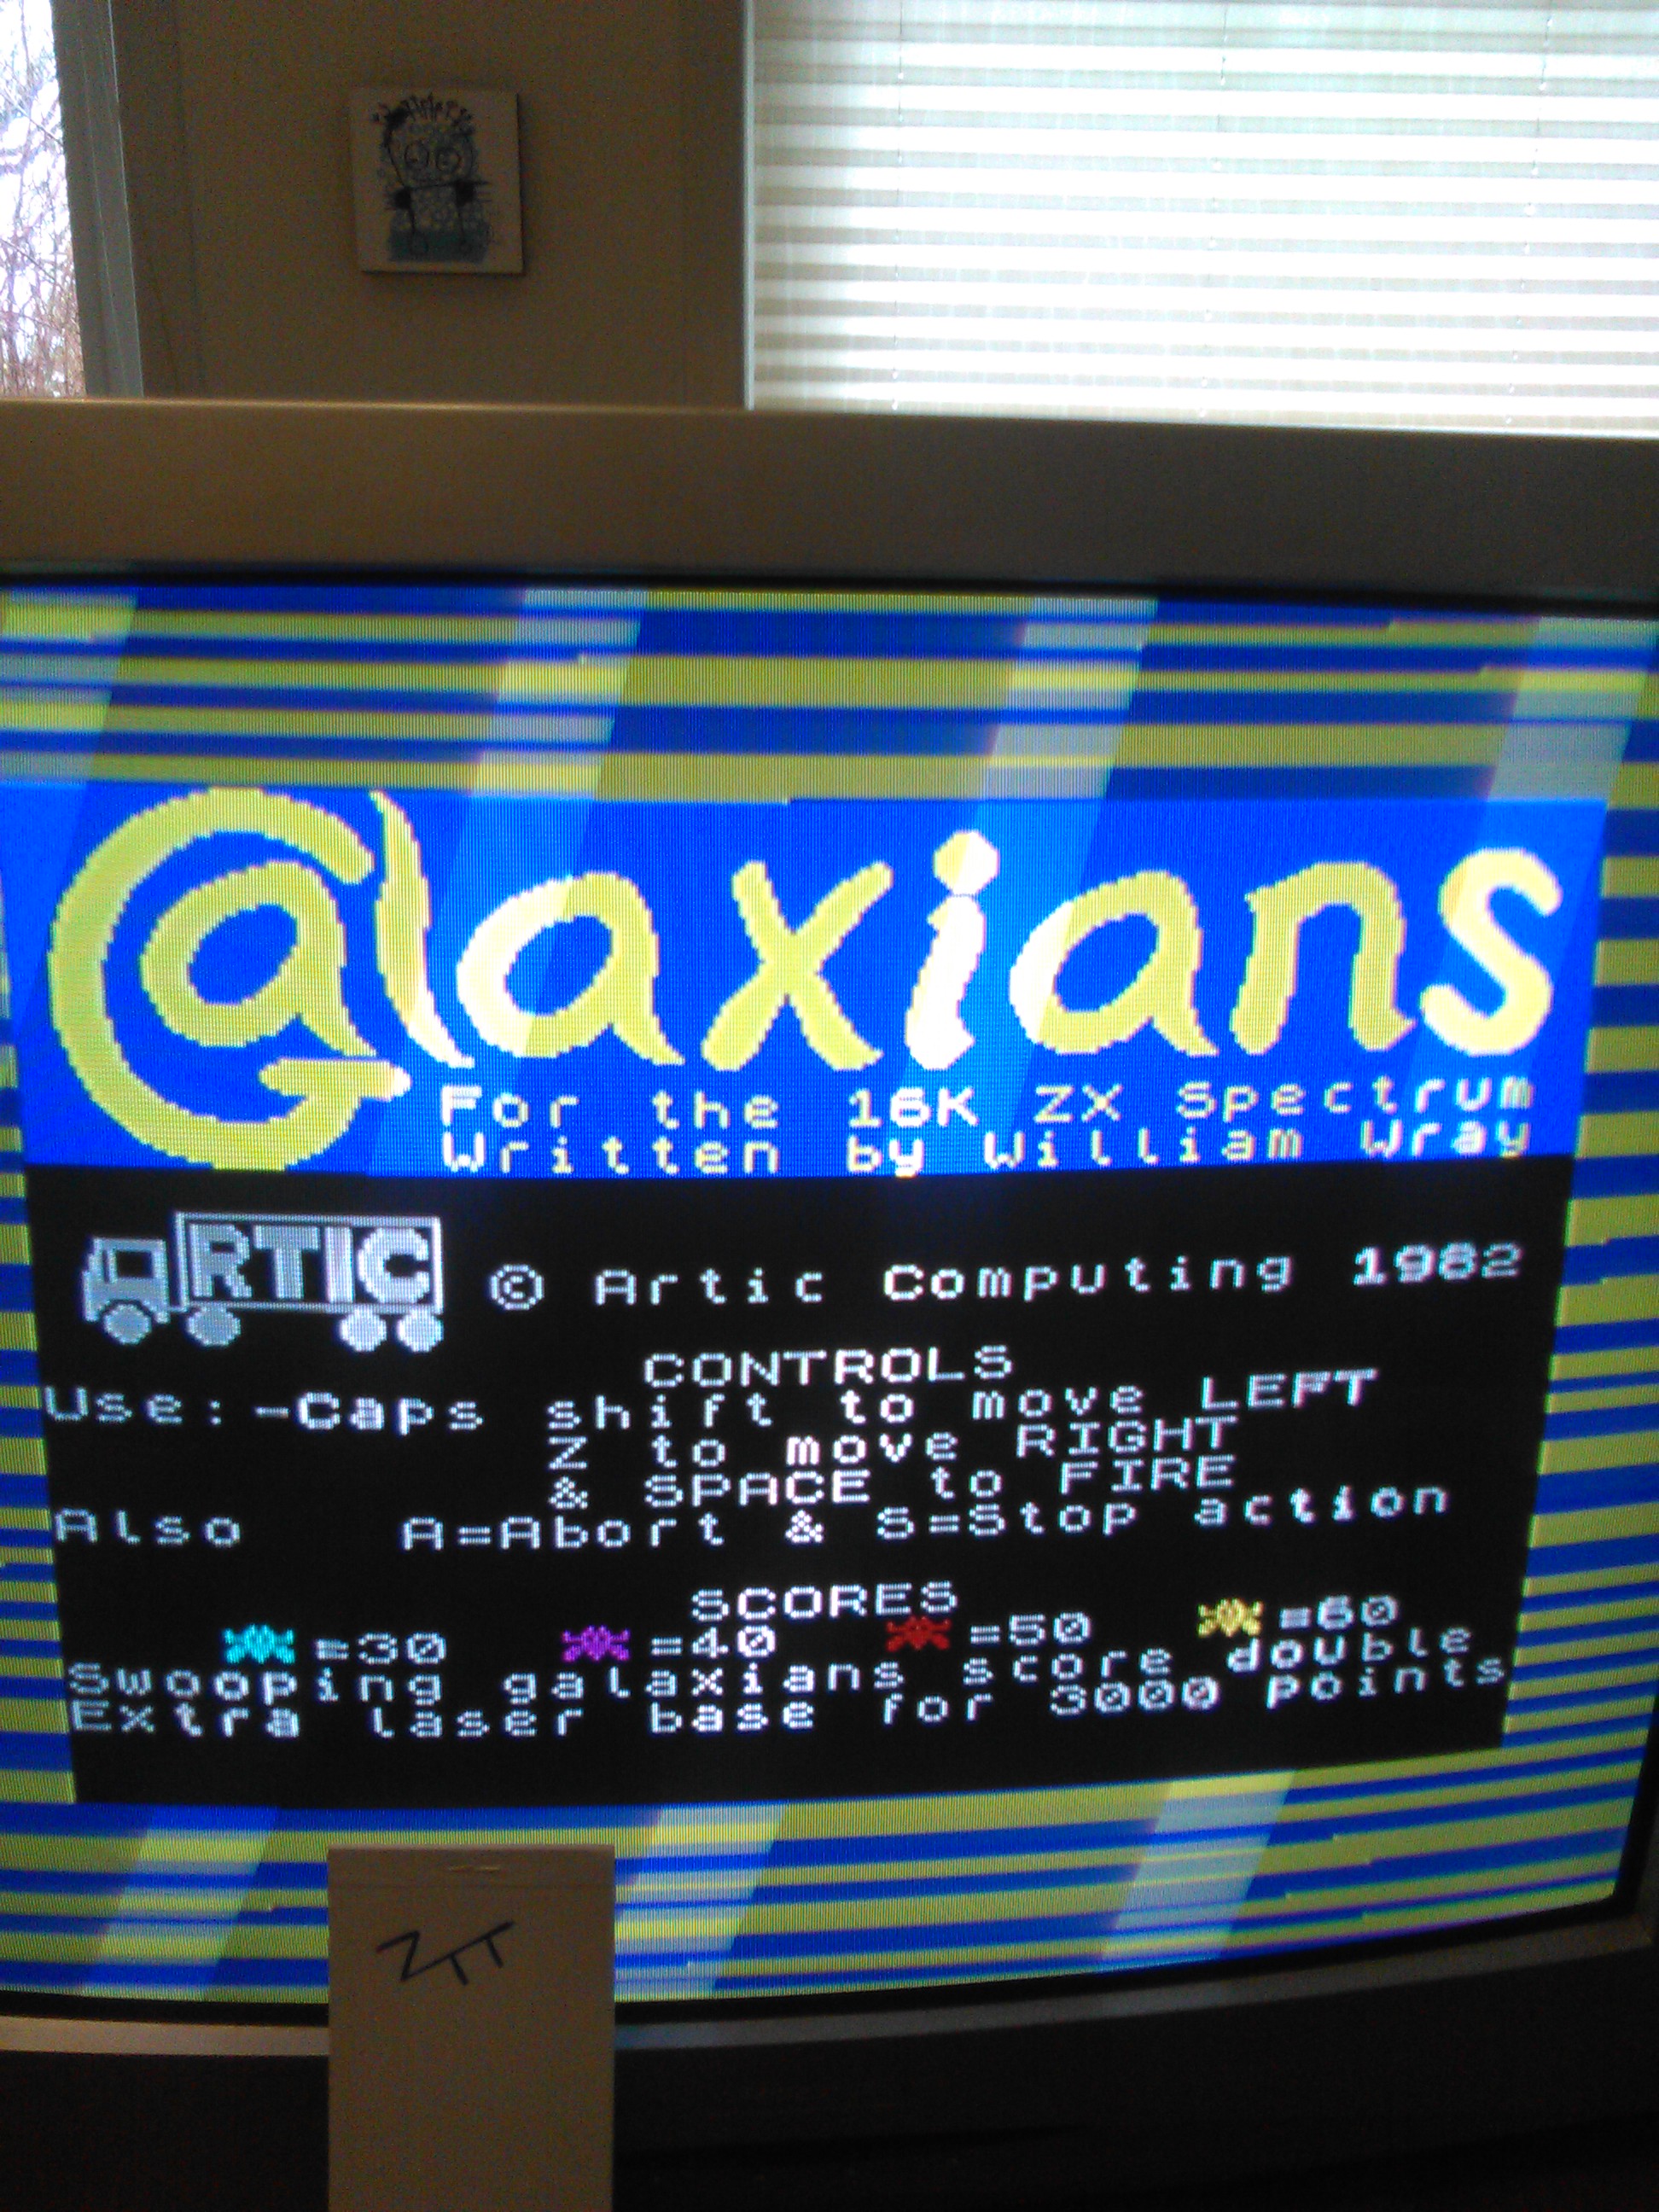 Galaxians
For the 16K ZX Spectrum
Written by William Wray
RTIC
© Artic Computing 1982
CONTROLS
Use:-Caps shift to move LEFT
Z to move RIGHT
& SPACE to FIRE
Also A=Abort & S=Stop action
SCORES
=30 =40 =50 =60
Swooping galaxians score double
Extra laser base for 3000 points
ZTT